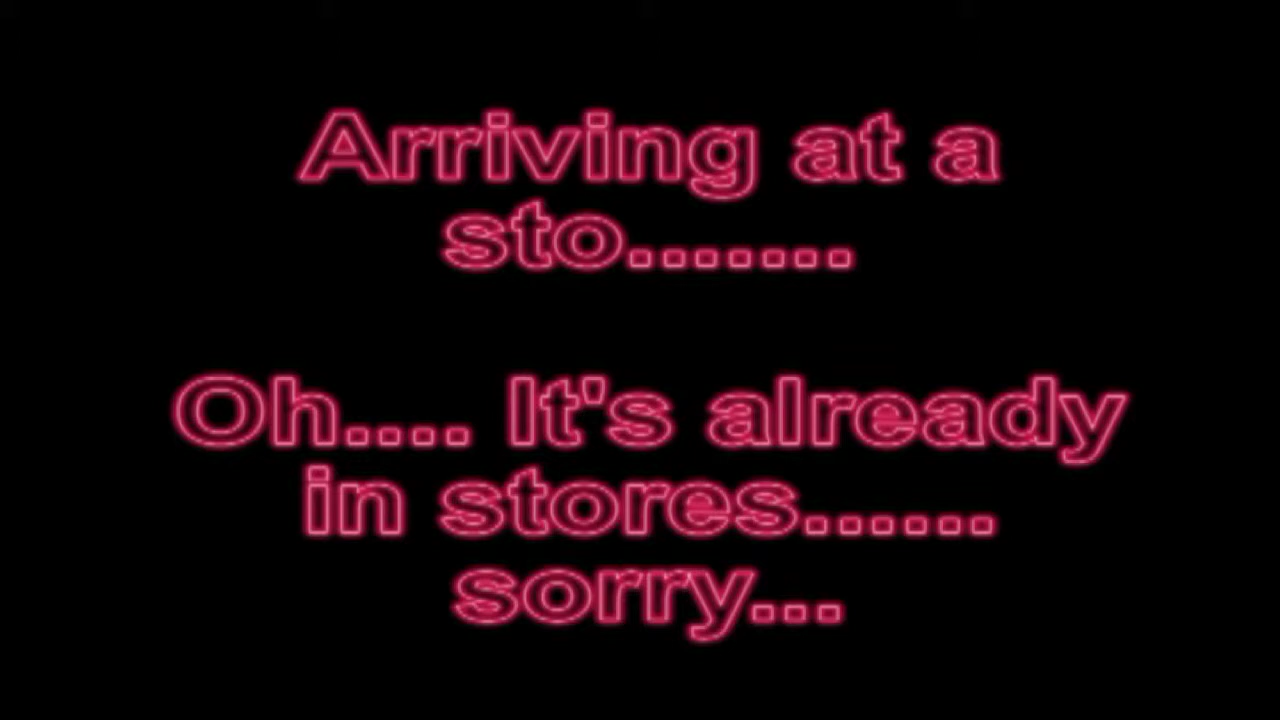 Arriving at a
sto.......
Oh.... It's already
in stores......
sorry...